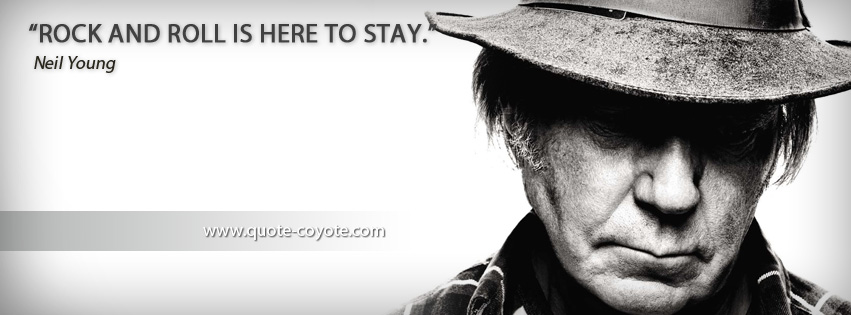 “ROCK AND ROLL IS HERE TO STAY.”
Neil Young
www.quote-coyote.com